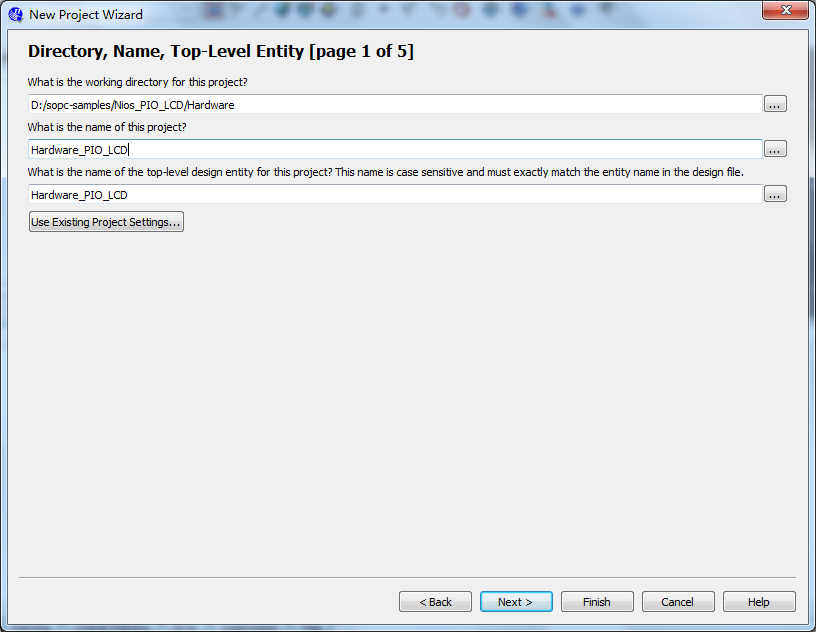 New Project Wizard
Directory, Name, Top-Level Entity [page 1 of 5]
What is the working directory for this project?
D:/sopc-samples/Nios_PIO_LCD/Hardware
...
What is the name of this project?
Hardware_PIO_LCD
...
What is the name of the top-level design entity for this project? This name is case sensitive and must exactly match the entity name in the design file.
Hardware_PIO_LCD
...
Use Existing Project Settings...
< Back Next > Finish Cancel Help